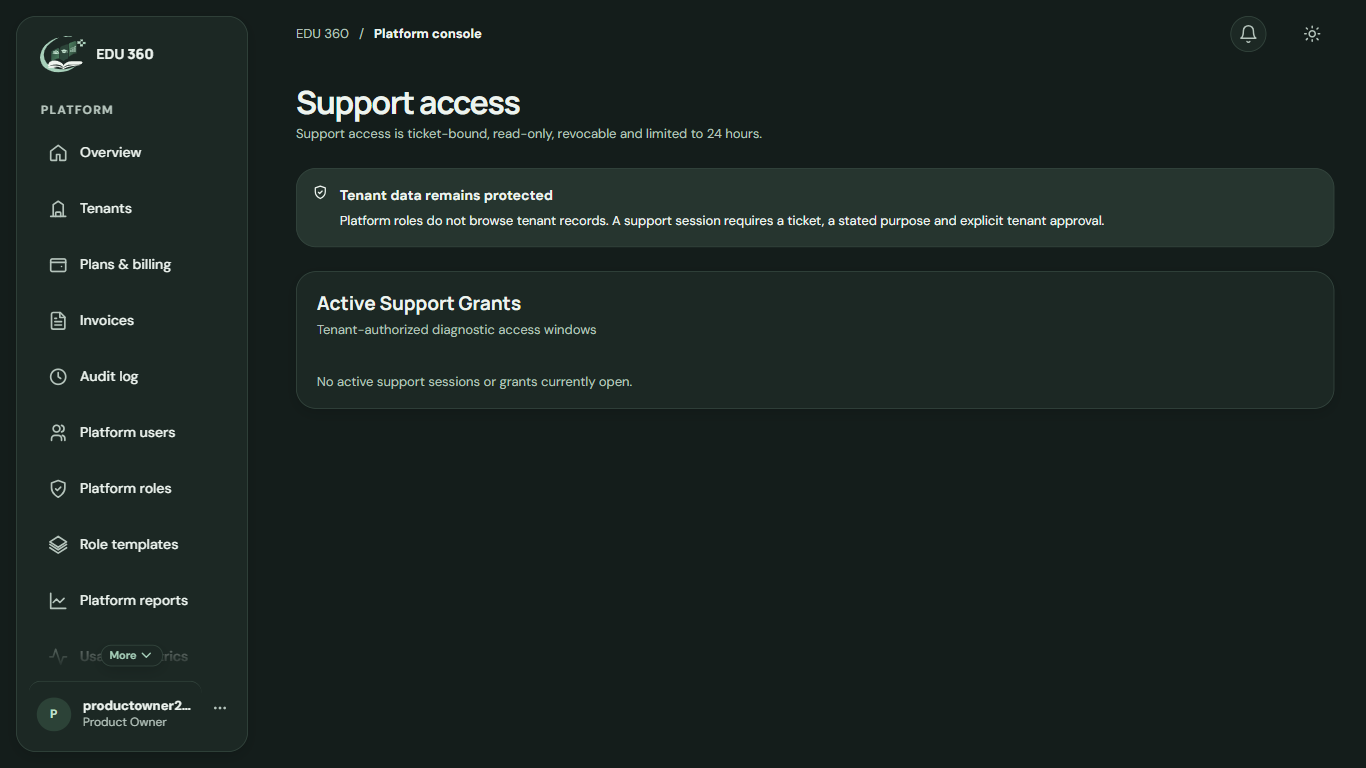 EDU 360
PLATFORM
Overview
Tenants
Plans & billing
Invoices
Audit log
Platform users
Platform roles
Role templates
Platform reports
More
P
productowner2...
Product Owner
EDU 360 / Platform console
Support access
Support access is ticket-bound, read-only, revocable and limited to 24 hours.
Tenant data remains protected
Platform roles do not browse tenant records. A support session requires a ticket, a stated purpose and explicit tenant approval.
Active Support Grants
Tenant-authorized diagnostic access windows
No active support sessions or grants currently open.